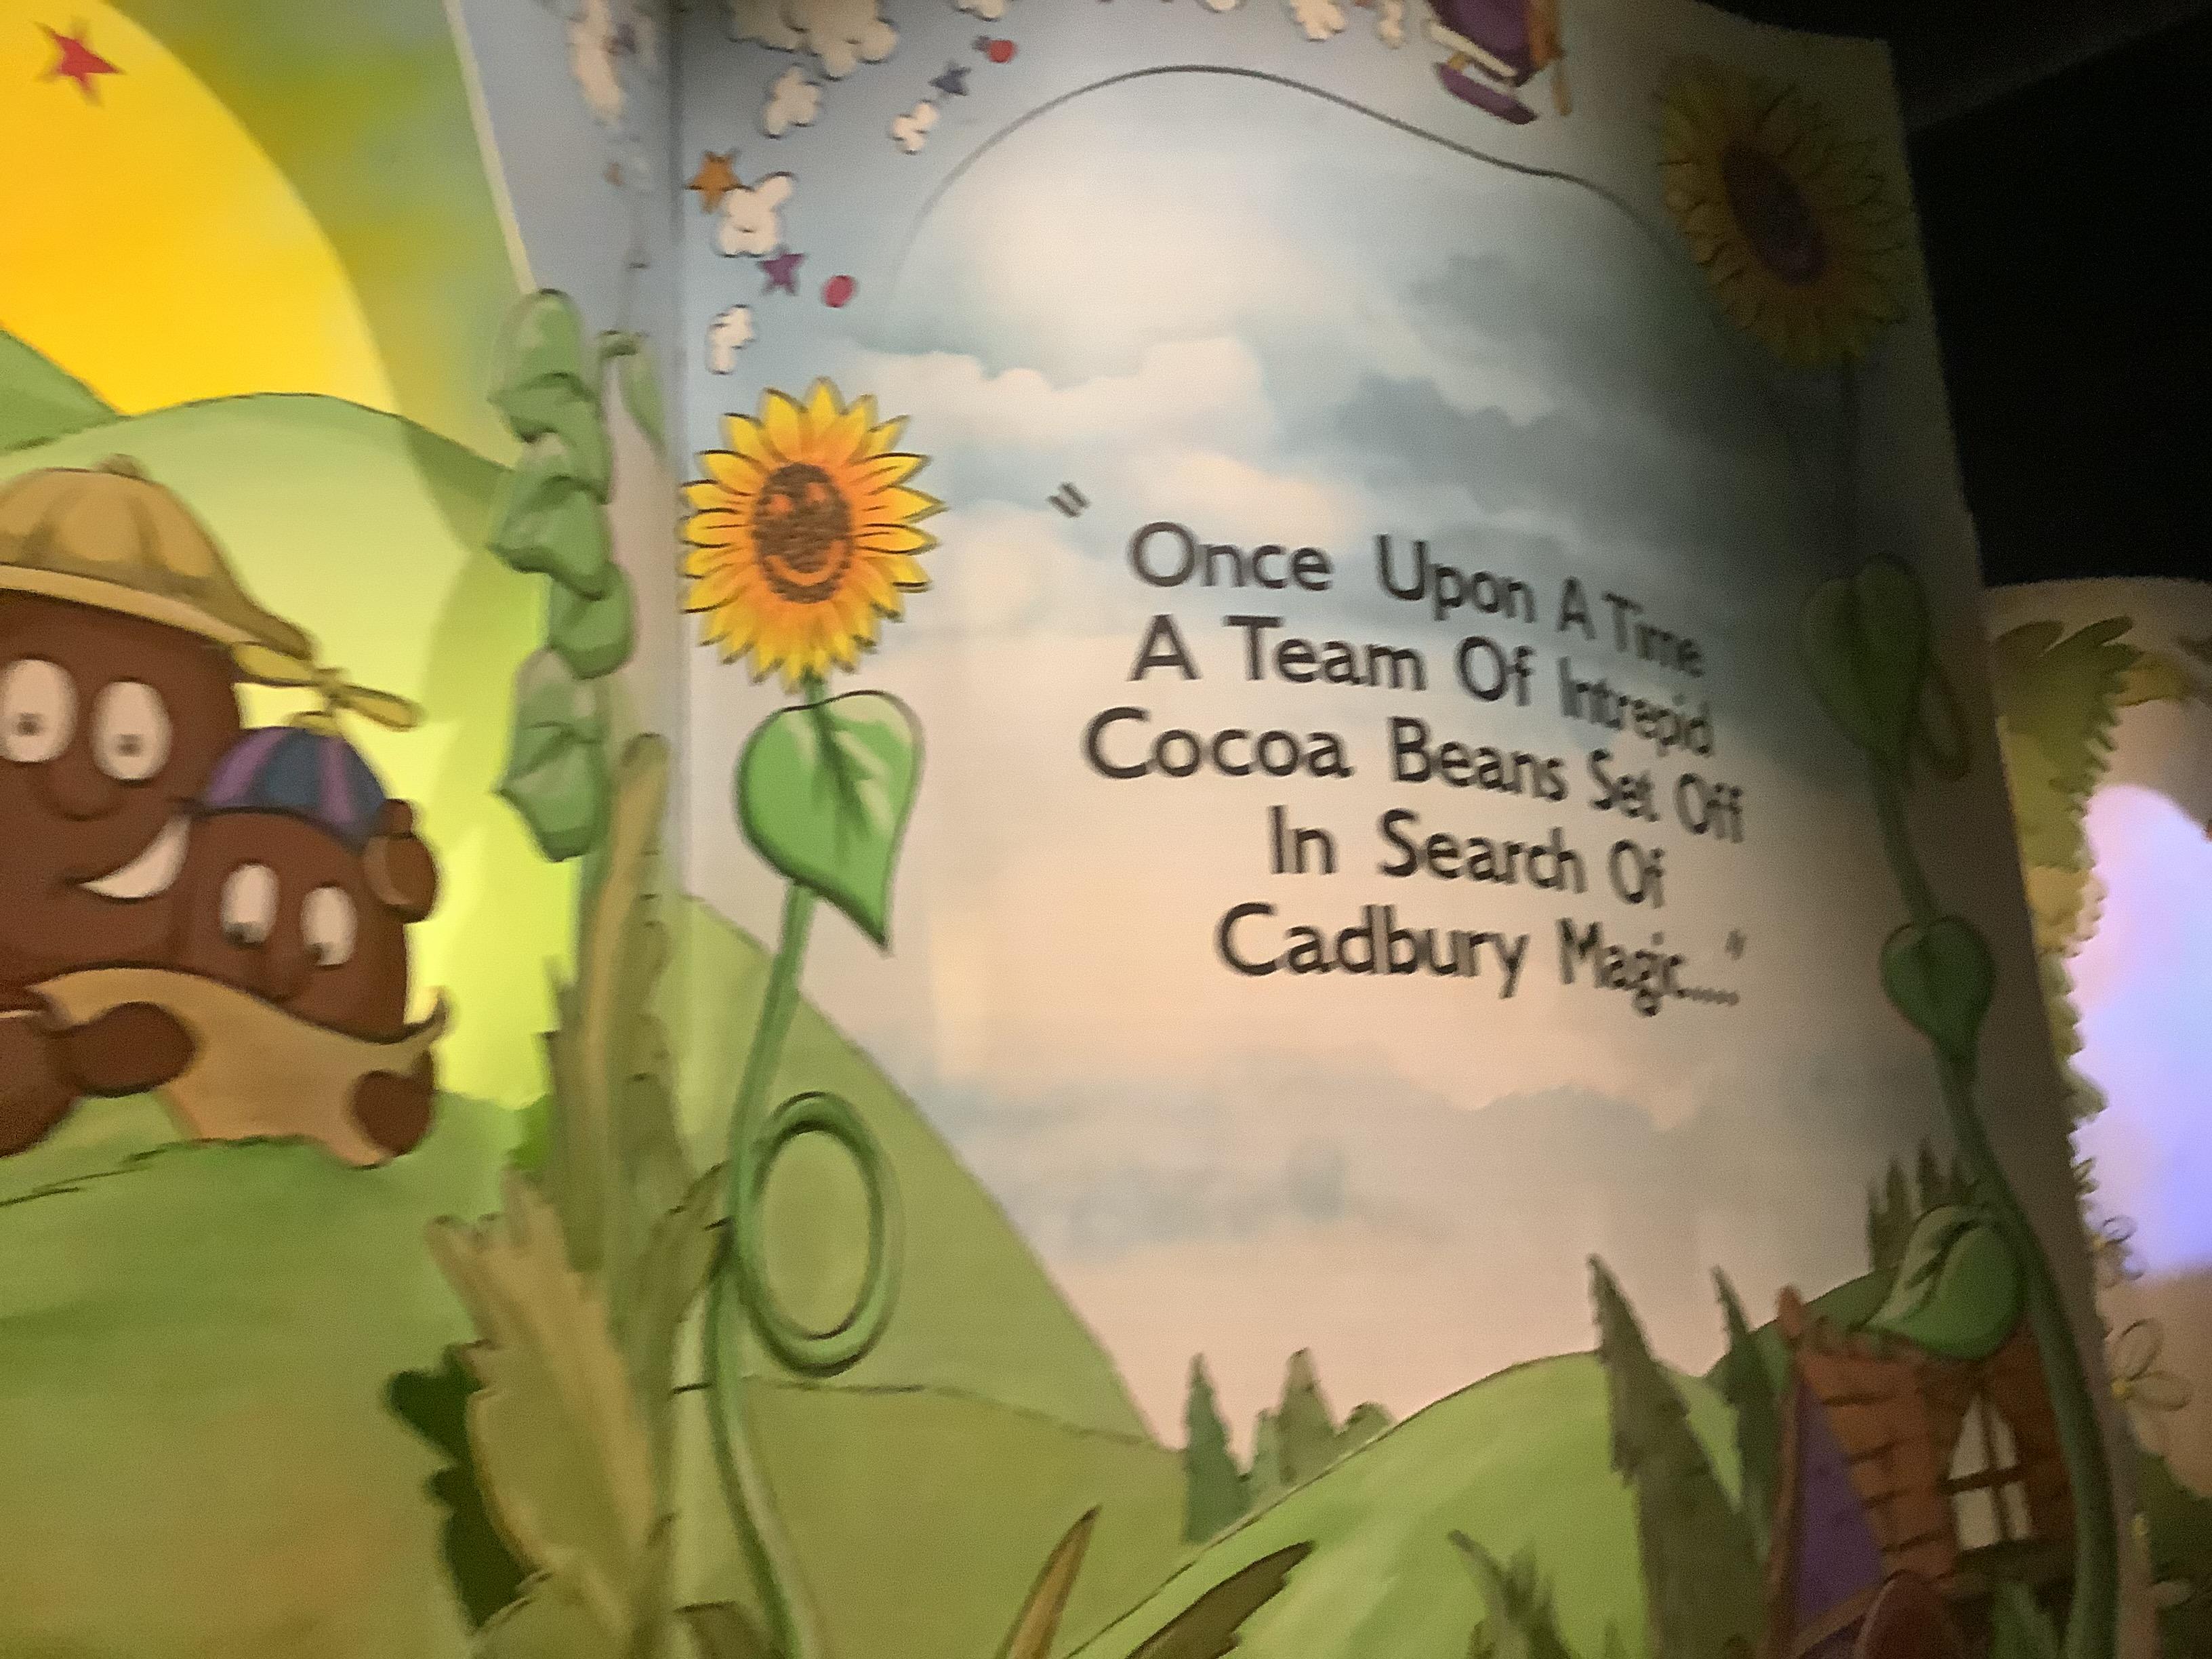 " Once Upon A Time
A Team Of Intrepid
Cocoa Beans Set Off
In Search Of
Cadbury Magic...."